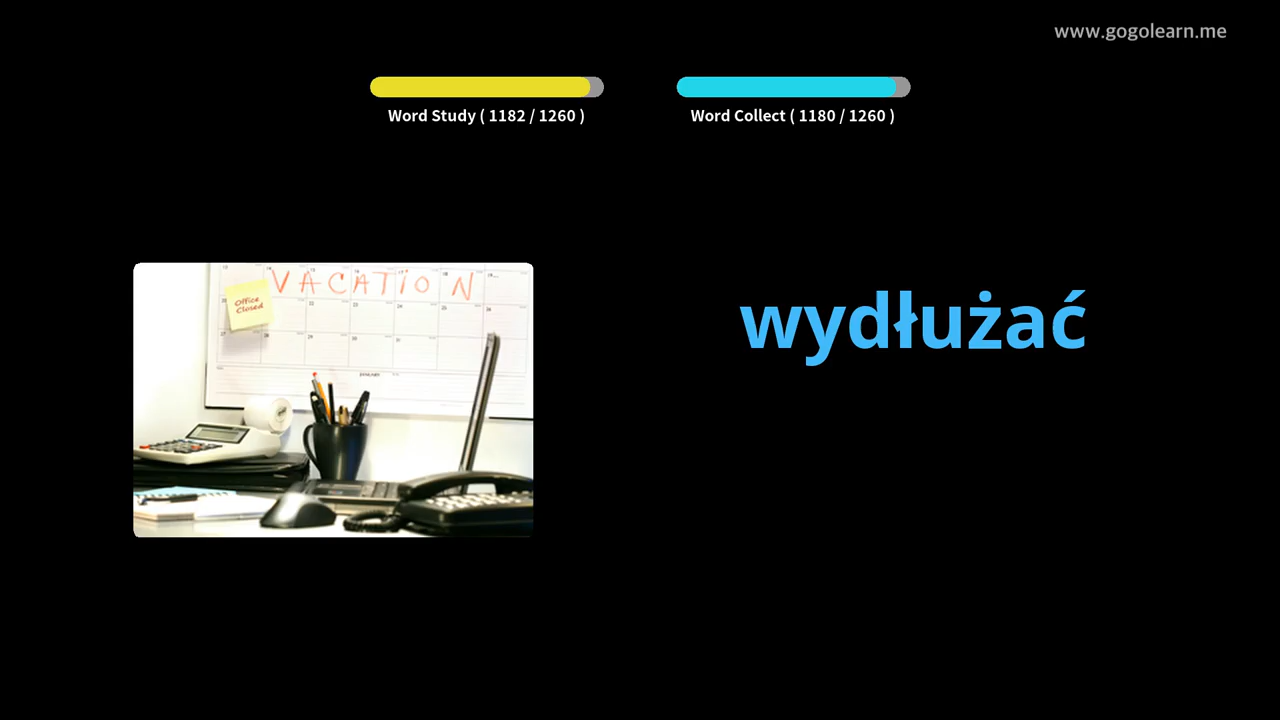 www.gogolearn.me
Word Study ( 1182 / 1260 )
Word Collect ( 1180 / 1260 )
VACATION
Office
Closed
wydłużać